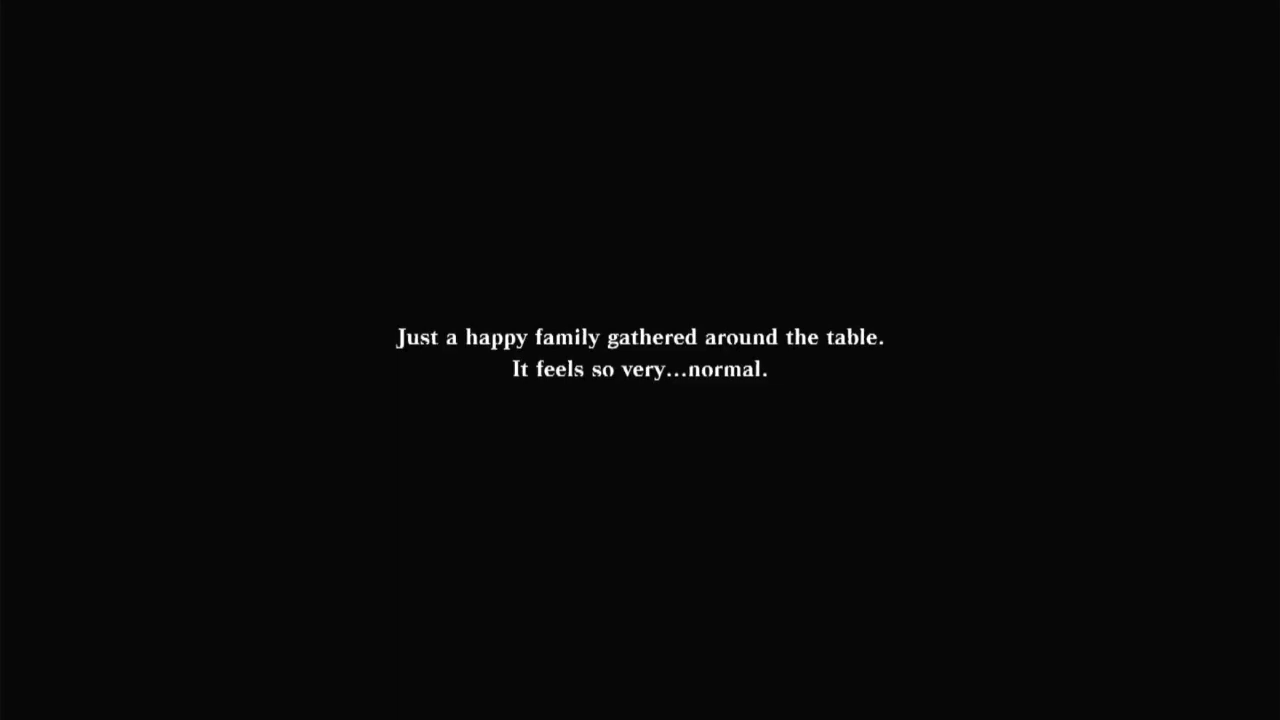 Just a happy family gathered around the table.
It feels so very...normal.